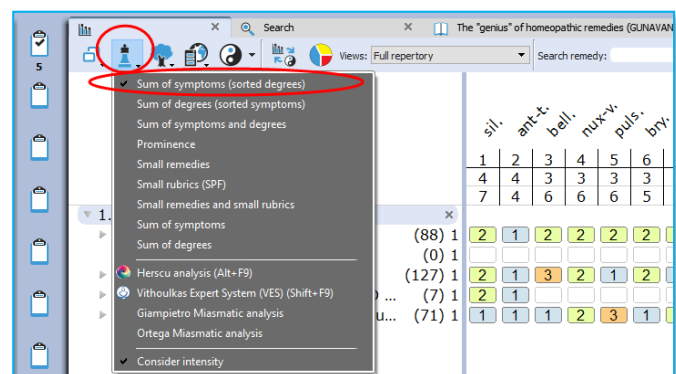 Search
The "genius" of homeopathic remedies (GUNAVAN
5
Views: Full repertory
Search remedy:
Sum of symptoms (sorted degrees)
Sum of degrees (sorted symptoms)
Sum of symptoms and degrees
Prominence
Small remedies
Small rubrics (SPF)
Small remedies and small rubrics
Sum of symptoms
Sum of degrees
Herscu analysis (Alt+F9)
Vithoulkas Expert System (VES) (Shift+F9)
Giampietro Miasmatic analysis
Ortega Miasmatic analysis
Consider intensity
sil. ant-t. bell. nux-v. puls. bry.
1 2 3 4 5 6
4 4 3 3 3 3
7 4 6 6 6 5
1.
(88) 1 2 1 2 2 2 2
(0) 1
(127) 1 2 1 3 2 1 2
... (7) 1 2 1
u... (71) 1 1 1 1 2 3 1